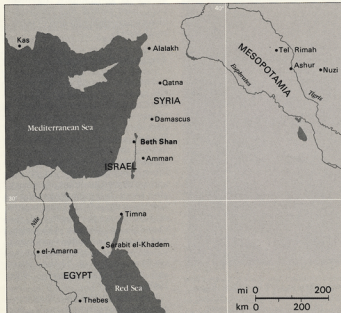 40°
Kas
Alalakh
MESOPOTAMIA
Tel Rimah
Ashur
Nuzi
Qatna
Euphrates
Tigris
SYRIA
Damascus
Mediterranean Sea
Beth Shan
Amman
ISRAEL
30°
Timna
Nile
el-Amarna
Serabit el-Khadem
EGYPT
Red Sea
Thebes
mi 0 200
km 0 200